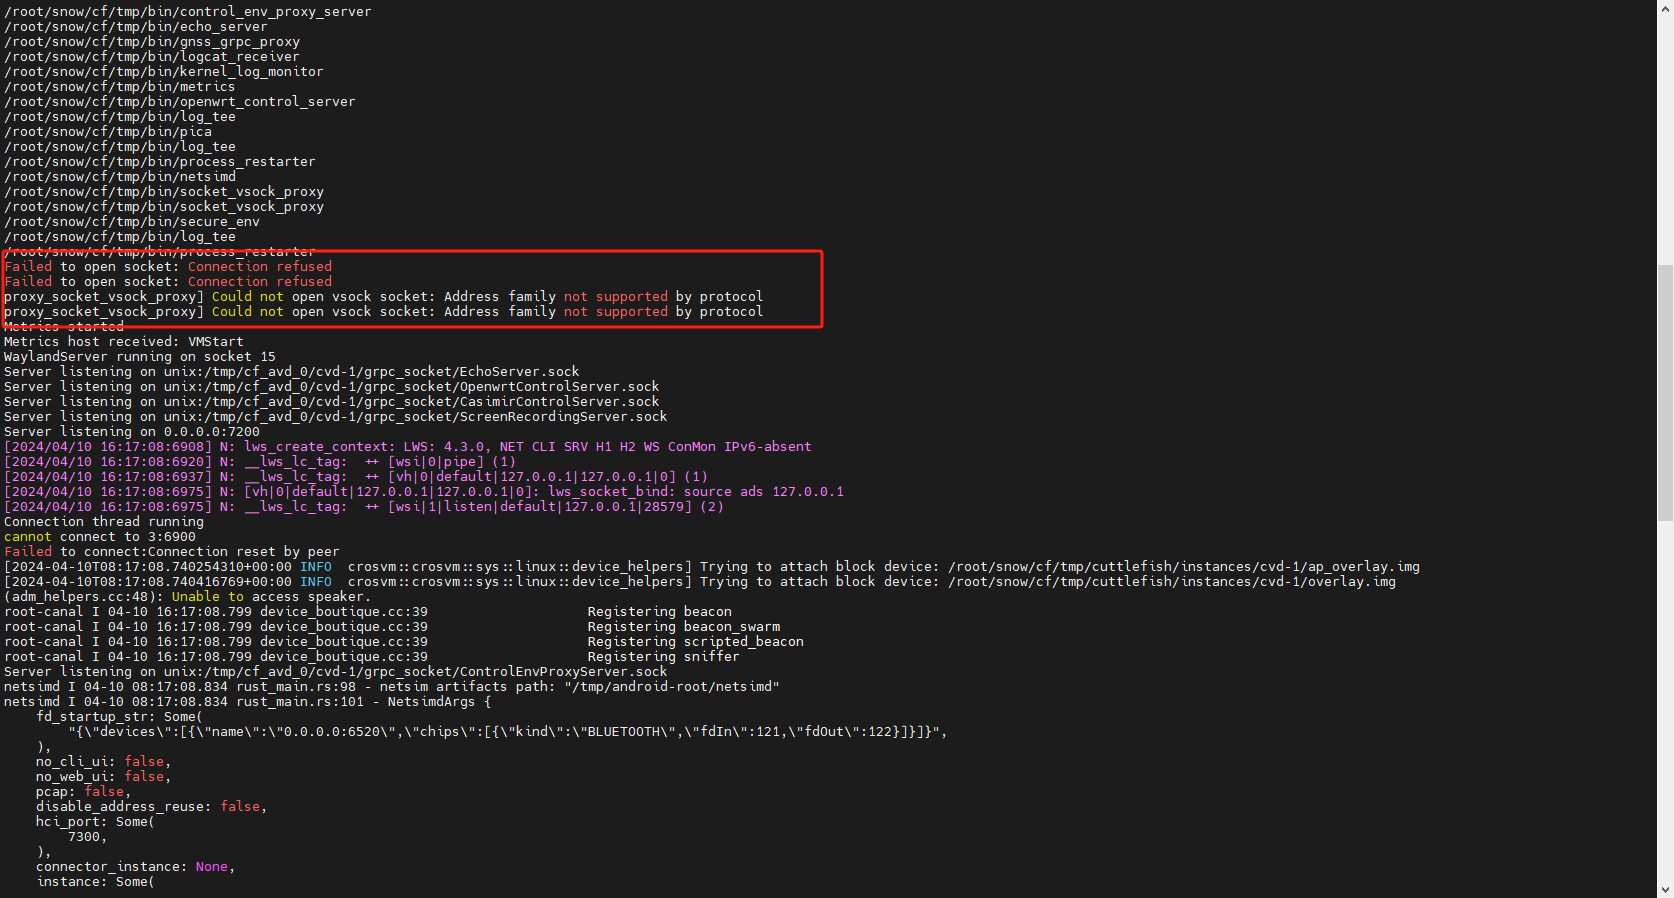 /root/snow/cf/tmp/bin/control_env_proxy_server
/root/snow/cf/tmp/bin/echo_server
/root/snow/cf/tmp/bin/gnss_grpc_proxy
/root/snow/cf/tmp/bin/logcat_receiver
/root/snow/cf/tmp/bin/kernel_log_monitor
/root/snow/cf/tmp/bin/metrics
/root/snow/cf/tmp/bin/openwrt_control_server
/root/snow/cf/tmp/bin/log_tee
/root/snow/cf/tmp/bin/pica
/root/snow/cf/tmp/bin/log_tee
/root/snow/cf/tmp/bin/process_restarter
/root/snow/cf/tmp/bin/netsimd
/root/snow/cf/tmp/bin/socket_vsock_proxy
/root/snow/cf/tmp/bin/socket_vsock_proxy
/root/snow/cf/tmp/bin/secure_env
/root/snow/cf/tmp/bin/log_tee
/root/snow/cf/tmp/bin/process_restarter
Failed to open socket: Connection refused
Failed to open socket: Connection refused
proxy_socket_vsock_proxy] Could not open vsock socket: Address family not supported by protocol
proxy_socket_vsock_proxy] Could not open vsock socket: Address family not supported by protocol
Metrics started
Metrics host received: VMStart
WaylandServer running on socket 15
Server listening on unix:/tmp/cf_avd_0/cvd-1/grpc_socket/EchoServer.sock
Server listening on unix:/tmp/cf_avd_0/cvd-1/grpc_socket/OpenwrtControlServer.sock
Server listening on unix:/tmp/cf_avd_0/cvd-1/grpc_socket/CasimirControlServer.sock
Server listening on unix:/tmp/cf_avd_0/cvd-1/grpc_socket/ScreenRecordingServer.sock
Server listening on 0.0.0.0:7200
[2024/04/10 16:17:08:6908] N: lws_create_context: LWS: 4.3.0, NET CLI SRV H1 H2 WS ConMon IPv6-absent
[2024/04/10 16:17:08:6920] N: __lws_lc_tag:  ++ [wsi|0|pipe] (1)
[2024/04/10 16:17:08:6937] N: __lws_lc_tag:  ++ [vh|0|default|127.0.0.1|127.0.0.1|0] (1)
[2024/04/10 16:17:08:6975] N: [vh|0|default|127.0.0.1|127.0.0.1|0]: lws_socket_bind: source ads 127.0.0.1
[2024/04/10 16:17:08:6975] N: __lws_lc_tag:  ++ [wsi|1|listen|default|127.0.0.1|28579] (2)
Connection thread running
cannot connect to 3:6900
Failed to connect:Connection reset by peer
[2024-04-10T08:17:08.740254310+00:00 INFO  crosvm::crosvm::sys::linux::device_helpers] Trying to attach block device: /root/snow/cf/tmp/cuttlefish/instances/cvd-1/ap_overlay.img
[2024-04-10T08:17:08.740416769+00:00 INFO  crosvm::crosvm::sys::linux::device_helpers] Trying to attach block device: /root/snow/cf/tmp/cuttlefish/instances/cvd-1/overlay.img
(adm_helpers.cc:48): Unable to access speaker.
root-canal I 04-10 16:17:08.799 device_boutique.cc:39                    Registering beacon
root-canal I 04-10 16:17:08.799 device_boutique.cc:39                    Registering beacon_swarm
root-canal I 04-10 16:17:08.799 device_boutique.cc:39                    Registering scripted_beacon
root-canal I 04-10 16:17:08.799 device_boutique.cc:39                    Registering sniffer
Server listening on unix:/tmp/cf_avd_0/cvd-1/grpc_socket/ControlEnvProxyServer.sock
netsimd I 04-10 08:17:08.834 rust_main.rs:98 - netsim artifacts path: "/tmp/android-root/netsimd"
netsimd I 04-10 08:17:08.834 rust_main.rs:101 - NetsimdArgs {
    fd_startup_str: Some(
        "{\"devices\":[{\"name\":\"0.0.0.0:6520\",\"chips\":[{\"kind\":\"BLUETOOTH\",\"fdIn\":121,\"fdOut\":122}]}]}",
    ),
    no_cli_ui: false,
    no_web_ui: false,
    pcap: false,
    disable_address_reuse: false,
    hci_port: Some(
        7300,
    ),
    connector_instance: None,
    instance: Some(